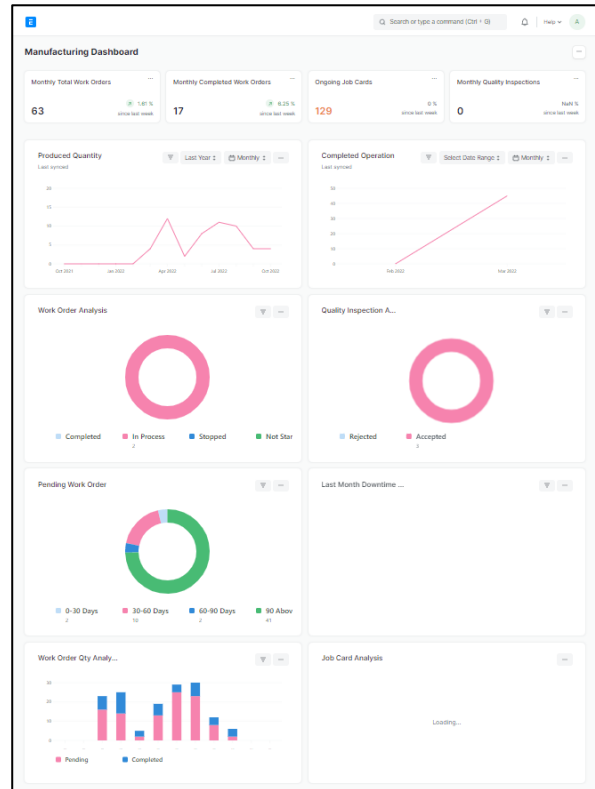 E
Search or type a command (Ctrl + G)
Help
A
Manufacturing Dashboard
Monthly Total Work Orders
63
1.61 %
since last week
Monthly Completed Work Orders
17
6.25 %
since last week
Ongoing Job Cards
129
0 %
since last week
Monthly Quality Inspections
0
NaN %
since last week
Produced Quantity
Last synced
Last Year
Monthly
20
15
10
5
0
Oct 2021
Jan 2022
Apr 2022
Jul 2022
Oct 2022
Completed Operation
Last synced
Select Date Range
Monthly
50
40
30
20
10
0
Feb 2022
Mar 2022
Work Order Analysis
Completed
In Process
2
Stopped
Not Star
Quality Inspection A...
Rejected
Accepted
3
Pending Work Order
0-30 Days
2
30-60 Days
60-90 Days
2
90 Abov
41
Last Month Downtime ...
Work Order Qty Analy...
30
20
10
0
Pending
Completed
Job Card Analysis
Loading...